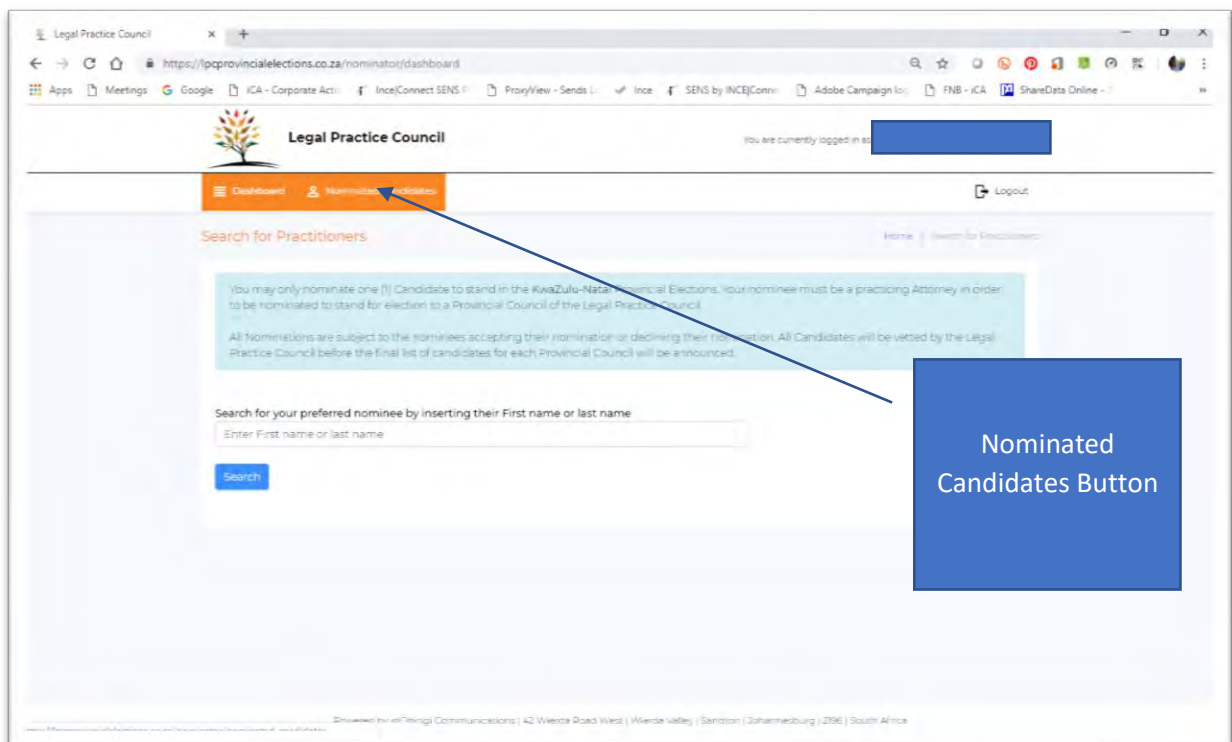 Legal Practice Council × +
https://lpcprovincialelections.co.za/nominator/dashboard
Apps Meetings Google iCA - Corporate Acti Ince|Connect SENS ProxyView - Sends Ince SENS by INCE|Conn Adobe Campaign log FNB - iCA ShareData Online -
Legal Practice Council
You are currently logged in as
Dashboard Nominated Candidates
Logout
Search for Practitioners
Home | Search for Practitioners
You may only nominate one (1) Candidate to stand in the KwaZulu-Natal Provincial Elections. Your nominee must be a practicing Attorney in order
to be nominated to stand for election to a Provincial Council of the Legal Practice Council
All Nominations are subject to the nominees accepting their nomination or declining their nomination. All Candidates will be vetted by the Legal
Practice Council before the final list of candidates for each Provincial Council will be announced.
Search for your preferred nominee by inserting their First name or last name
Enter First name or last name
Search
Nominated
Candidates Button
Communications | 42 Wierda Road West | Wierda Valley | Sandton | Johannesburg | 2196 | South Africa